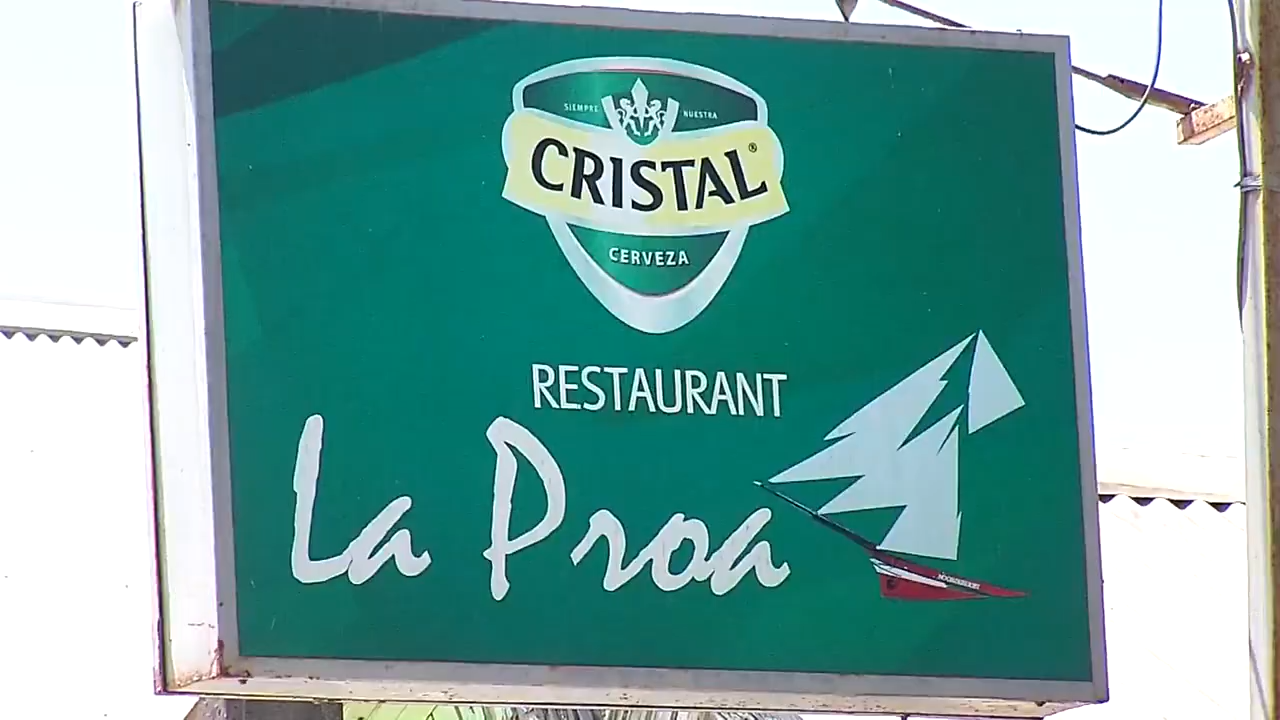 SIEMPRE NUESTRA
CRISTAL®
CERVEZA
RESTAURANT
La Proa